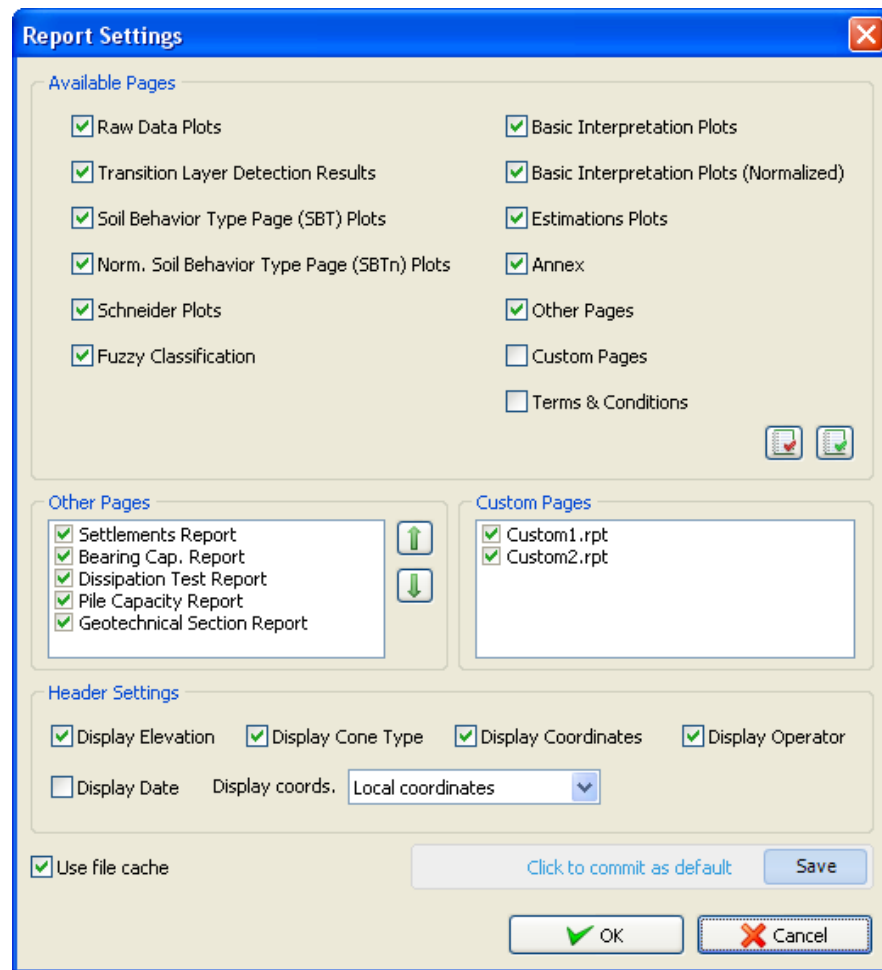 Report Settings
Available Pages
Raw Data Plots
Basic Interpretation Plots
Transition Layer Detection Results
Basic Interpretation Plots (Normalized)
Soil Behavior Type Page (SBT) Plots
Estimations Plots
Norm. Soil Behavior Type Page (SBTn) Plots
Annex
Schneider Plots
Other Pages
Fuzzy Classification
Custom Pages
Terms & Conditions
Other Pages
Settlements Report
Bearing Cap. Report
Dissipation Test Report
Pile Capacity Report
Geotechnical Section Report
Custom Pages
Custom1.rpt
Custom2.rpt
Header Settings
Display Elevation
Display Cone Type
Display Coordinates
Display Operator
Display Date
Display coords.
Local coordinates
Use file cache
Click to commit as default
Save
OK
Cancel